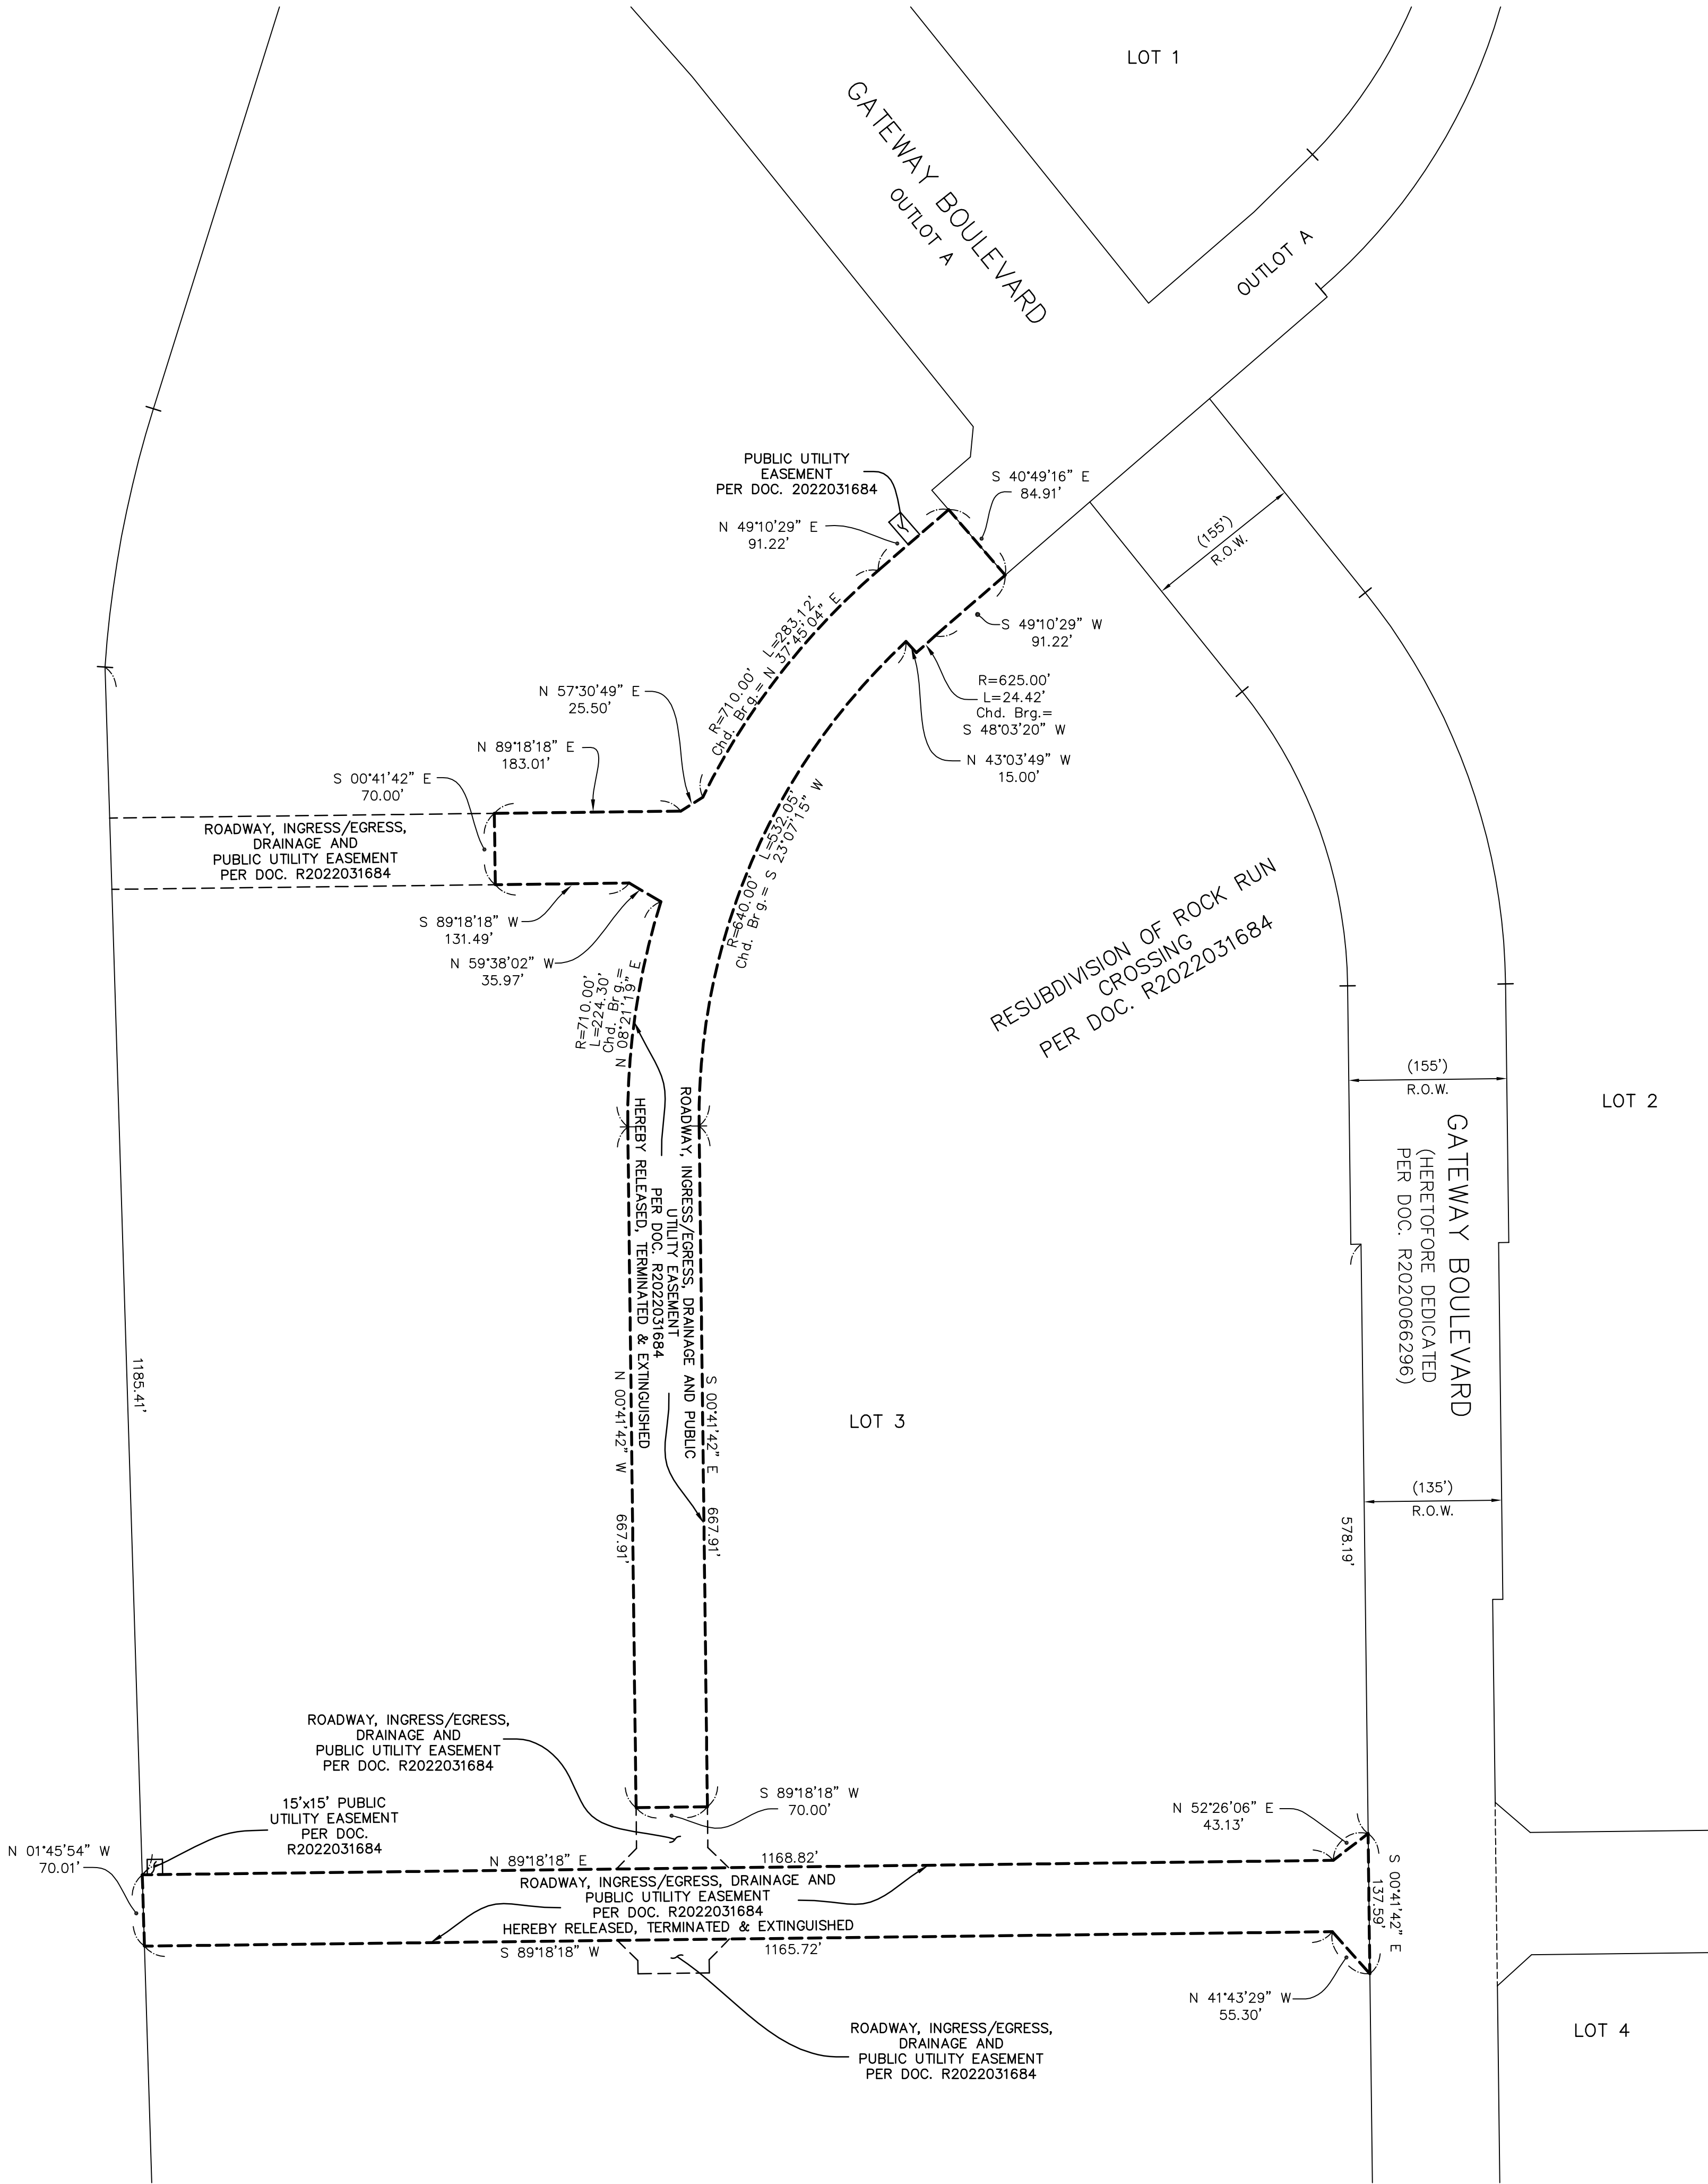 LOT 1
GATEWAY BOULEVARD
OUTLOT A
OUTLOT A
PUBLIC UTILITY
EASEMENT
PER DOC. 2022031684
S 40°49'16" E
84.91'
N 49°10'29" E
91.22'
(155')
R.O.W.
R=710.00' L=283.12'
Chd. Brg.= N 37°45'04" E
S 49°10'29" W
91.22'
R=625.00'
L=24.42'
Chd. Brg.=
S 48°03'20" W
N 43°03'49" W
15.00'
N 57°30'49" E
25.50'
N 89°18'18" E
183.01'
S 00°41'42" E
70.00'
ROADWAY, INGRESS/EGRESS,
DRAINAGE AND
PUBLIC UTILITY EASEMENT
PER DOC. R2022031684
R=640.00' L=532.05'
Chd. Brg.= S 23°07'15" W
S 89°18'18" W
131.49'
N 59°38'02" W
35.97'
R=710.00'
L=224.30'
Chd. Brg.=
N 08°21'19" E
RESUBDIVISION OF ROCK RUN
CROSSING
PER DOC. R2022031684
(155')
R.O.W.
LOT 2
GATEWAY BOULEVARD
(HERETOFORE DEDICATED
PER DOC. R2020066296)
ROADWAY, INGRESS/EGRESS, DRAINAGE AND PUBLIC
UTILITY EASEMENT
PER DOC. R2022031684
HEREBY RELEASED, TERMINATED & EXTINGUISHED
1185.41'
N 00°41'42" W 667.91'
S 00°41'42" E 667.91'
LOT 3
(135')
R.O.W.
578.19'
ROADWAY, INGRESS/EGRESS,
DRAINAGE AND
PUBLIC UTILITY EASEMENT
PER DOC. R2022031684
15'x15' PUBLIC
UTILITY EASEMENT
PER DOC.
R2022031684
S 89°18'18" W
70.00'
N 52°26'06" E
43.13'
N 01°45'54" W
70.01'
N 89°18'18" E 1168.82'
ROADWAY, INGRESS/EGRESS, DRAINAGE AND
PUBLIC UTILITY EASEMENT
PER DOC. R2022031684
HEREBY RELEASED, TERMINATED & EXTINGUISHED
S 89°18'18" W 1165.72'
S 00°41'42" E
137.59'
N 41°43'29" W
55.30'
ROADWAY, INGRESS/EGRESS,
DRAINAGE AND
PUBLIC UTILITY EASEMENT
PER DOC. R2022031684
LOT 4